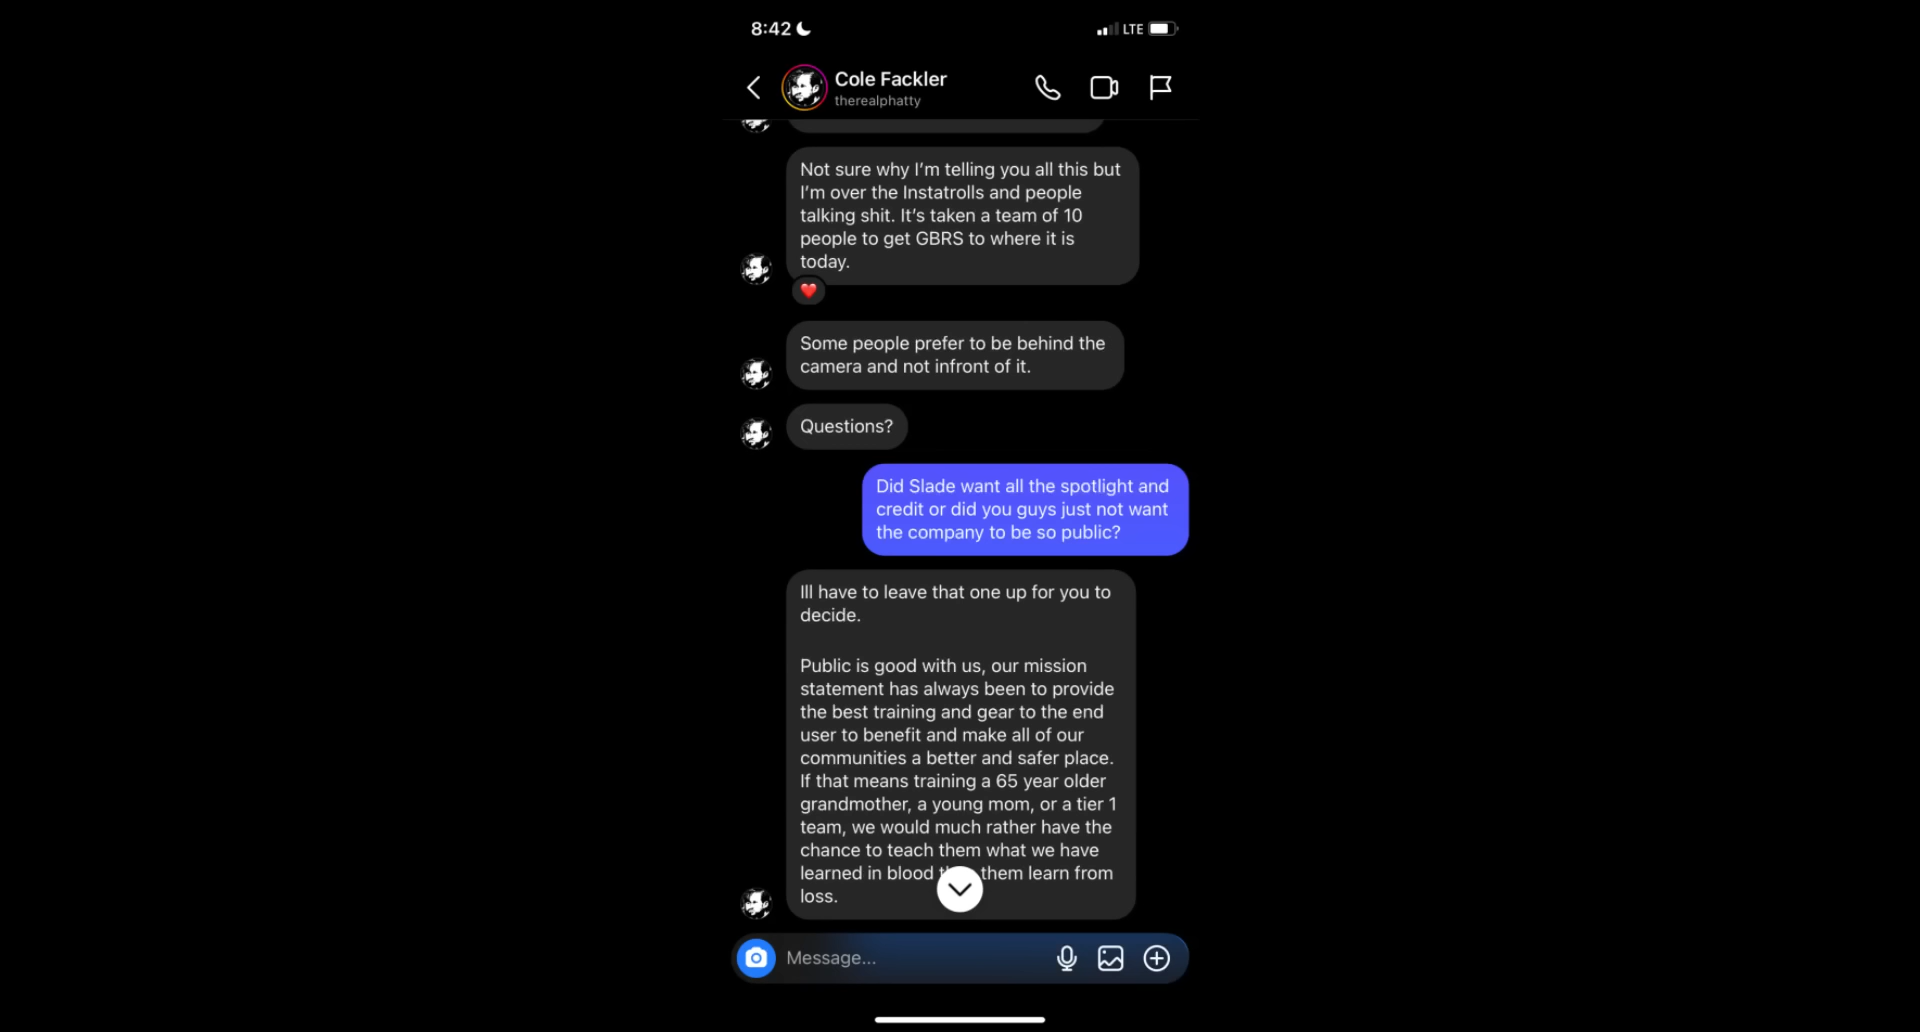 8:42
LTE
Cole Fackler
therealphatty
Not sure why I'm telling you all this but
I'm over the Instatrolls and people
talking shit. It's taken a team of 10
people to get GBRS to where it is
today.
Some people prefer to be behind the
camera and not infront of it.
Questions?
Did Slade want all the spotlight and
credit or did you guys just not want
the company to be so public?
Ill have to leave that one up for you to
decide.
Public is good with us, our mission
statement has always been to provide
the best training and gear to the end
user to benefit and make all of our
communities a better and safer place.
If that means training a 65 year older
grandmother, a young mom, or a tier 1
team, we would much rather have the
chance to teach them what we have
learned in blood them learn from
loss.
Message...